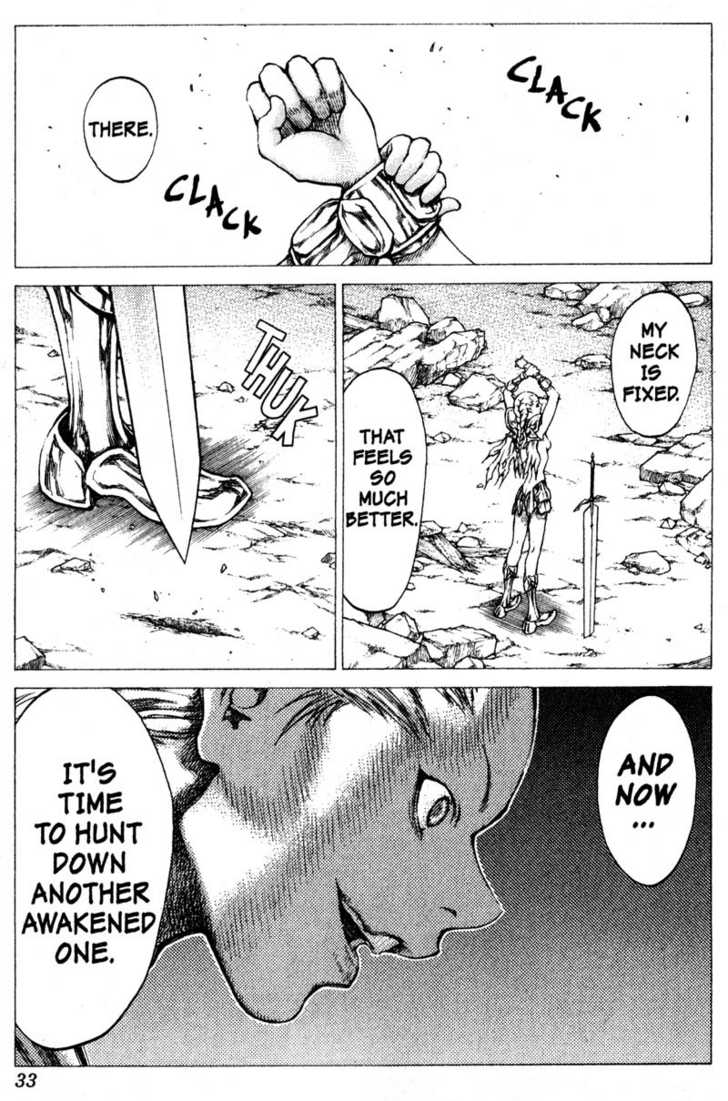 THERE.
CLACK
CLACK
MY
NECK
IS
FIXED.
THAT
FEELS
SO
MUCH
BETTER.
THUK
AND
NOW
...
IT'S
TIME
TO HUNT
DOWN
ANOTHER
AWAKENED
ONE.
33